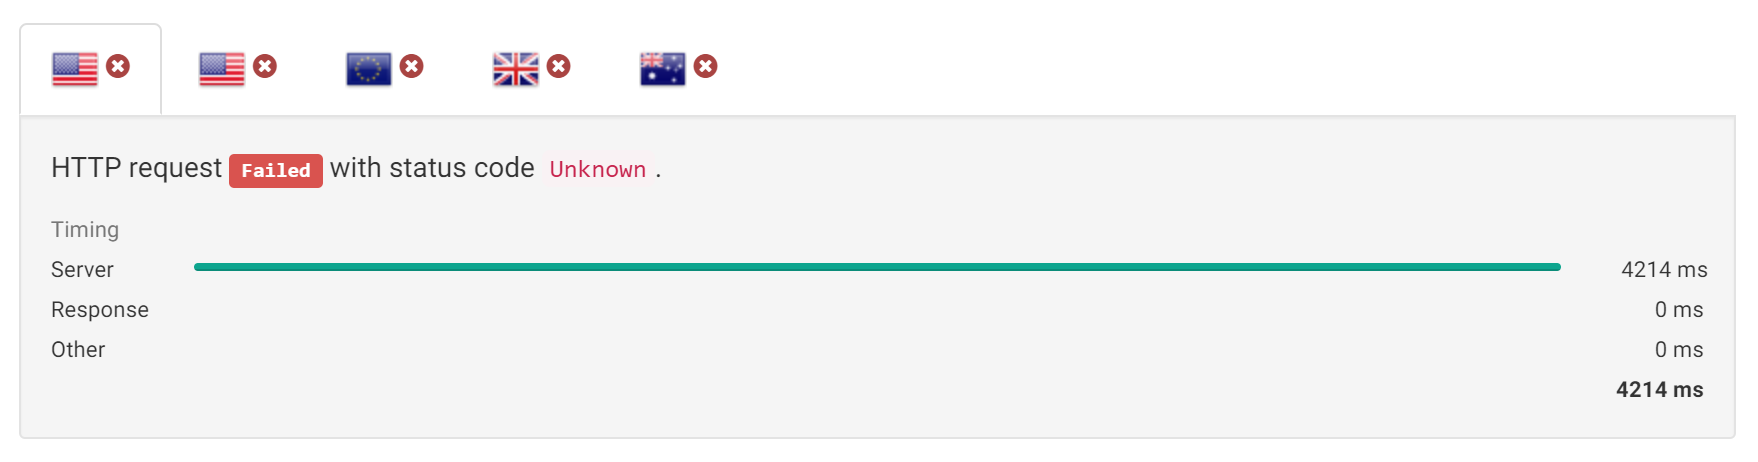 HTTP request Failed with status code Unknown .
Timing
Server 4214 ms
Response 0 ms
Other 0 ms
4214 ms